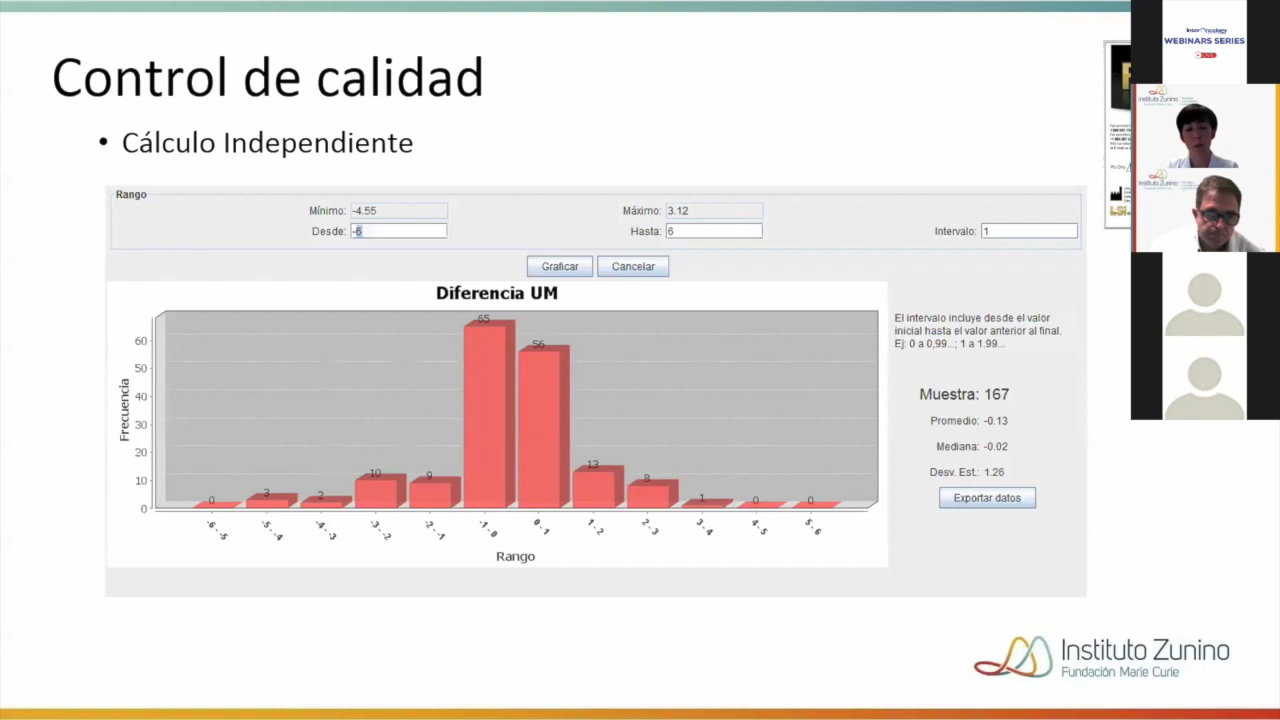 Control de calidad
• Cálculo Independiente
Rango
Mínimo: -4.55
Máximo: 3.12
Desde: -6
Hasta: 6
Intervalo: 1
Graficar
Cancelar
Diferencia UM
El intervalo incluye desde el valor
inicial hasta el valor anterior al final.
Ej: 0 a 0,99...; 1 a 1.99...
Muestra: 167
Promedio: -0.13
Mediana: -0.02
Desv. Est.: 1.26
Exportar datos
Frecuencia
60
50
40
30
20
10
0
0
3
2
10
9
65
56
13
8
1
0
0
-6 - -5
-5 - -4
-4 - -3
-3 - -2
-2 - -1
-1 - 0
0 - 1
1 - 2
2 - 3
3 - 4
4 - 5
5 - 6
Rango
Instituto Zunino
Fundación Marie Curie
InterOncology
WEBINARS SERIES
Instituto Zunino
Instituto Zunino